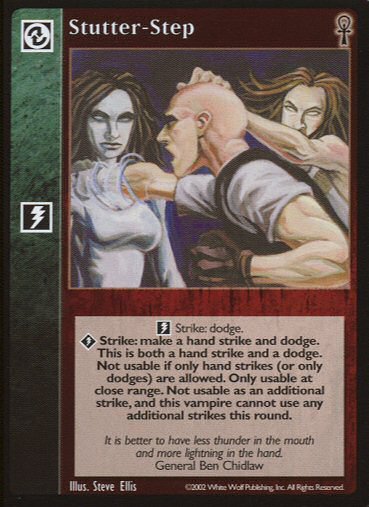 Stutter-Step
Strike: dodge.
Strike: make a hand strike and dodge.
This is both a hand strike and a dodge.
Not usable if only hand strikes (or only
dodges) are allowed. Only usable at
close range. Not usable as an additional
strike, and this vampire cannot use any
additional strikes this round.
It is better to have less thunder in the mouth
and more lightning in the hand.
General Ben Chidlaw
Illus. Steve Ellis ©2002 White Wolf Publishing, Inc. All Rights Reserved.